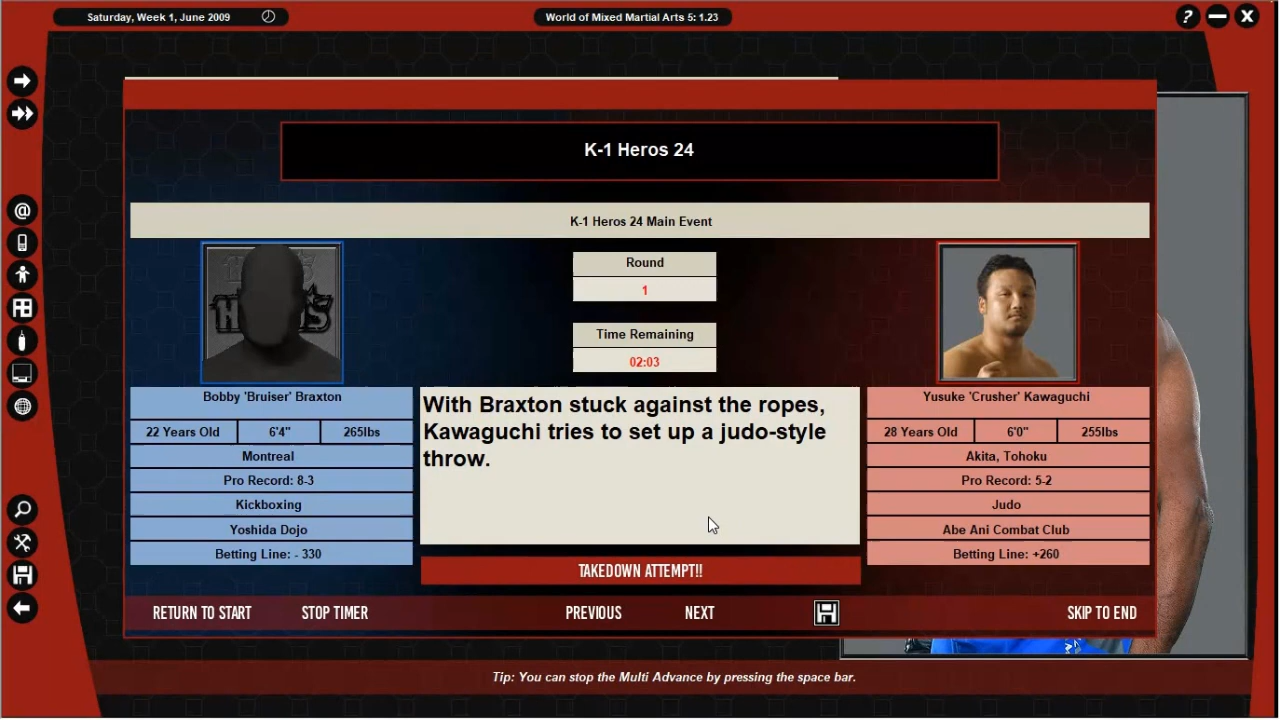 Saturday, Week 1, June 2009
World of Mixed Martial Arts 5: 1.23
?
X
@
K-1 Heros 24
K-1 Heros 24 Main Event
Round
1
Time Remaining
02:03
Bobby 'Bruiser' Braxton
22 Years Old
6'4"
265lbs
Montreal
Pro Record: 8-3
Kickboxing
Yoshida Dojo
Betting Line: - 330
With Braxton stuck against the ropes,
Kawaguchi tries to set up a judo-style
throw.
TAKEDOWN ATTEMPT!!
Yusuke 'Crusher' Kawaguchi
28 Years Old
6'0"
255lbs
Akita, Tohoku
Pro Record: 5-2
Judo
Abe Ani Combat Club
Betting Line: +260
RETURN TO START
STOP TIMER
PREVIOUS
NEXT
SKIP TO END
Tip: You can stop the Multi Advance by pressing the space bar.